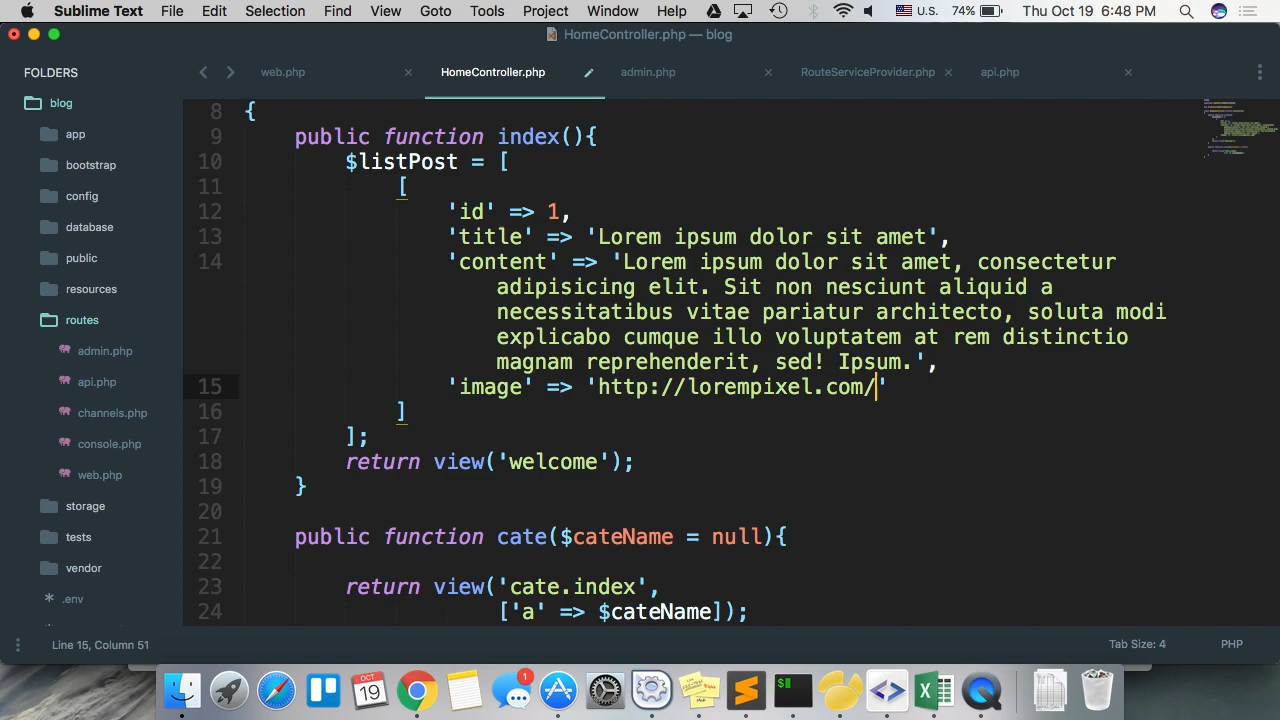 Sublime Text File Edit Selection Find View Goto Tools Project Window Help U.S. 74% Thu Oct 19 6:48 PM
HomeController.php — blog
FOLDERS
blog
app
bootstrap
config
database
public
resources
routes
admin.php
api.php
channels.php
console.php
web.php
storage
tests
vendor
.env
web.php HomeController.php admin.php RouteServiceProvider.php api.php
8 {
9 public function index(){
10 $listPost = [
11 [
12 'id' => 1,
13 'title' => 'Lorem ipsum dolor sit amet',
14 'content' => 'Lorem ipsum dolor sit amet, consectetur
adipisicing elit. Sit non nesciunt aliquid a
necessitatibus vitae pariatur architecto, soluta modi
explicabo cumque illo voluptatem at rem distinctio
magnam reprehenderit, sed! Ipsum.',
15 'image' => 'http://lorempixel.com/'
16 ]
17 ];
18 return view('welcome');
19 }
20
21 public function cate($cateName = null){
22
23 return view('cate.index',
24 ['a' => $cateName]);
Line 15, Column 51 Tab Size: 4 PHP
OCT
19
1